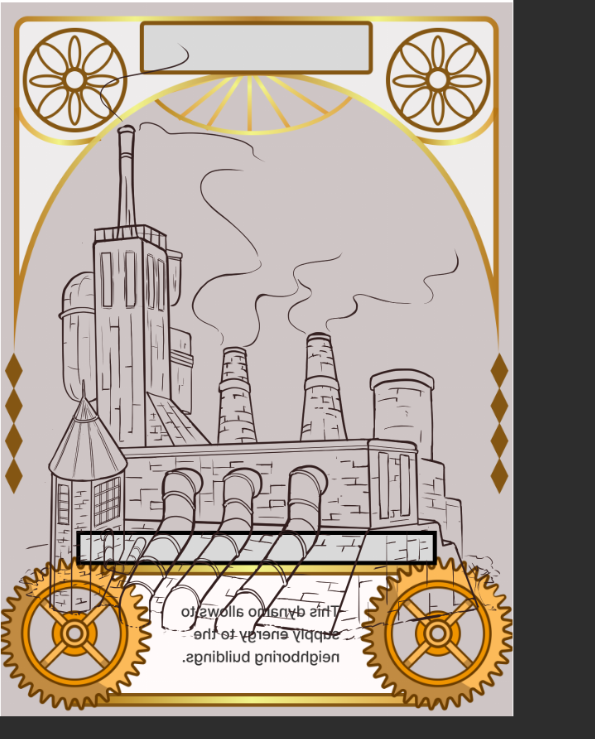 This dynamo allows to
supply energy to the
neighboring buildings.